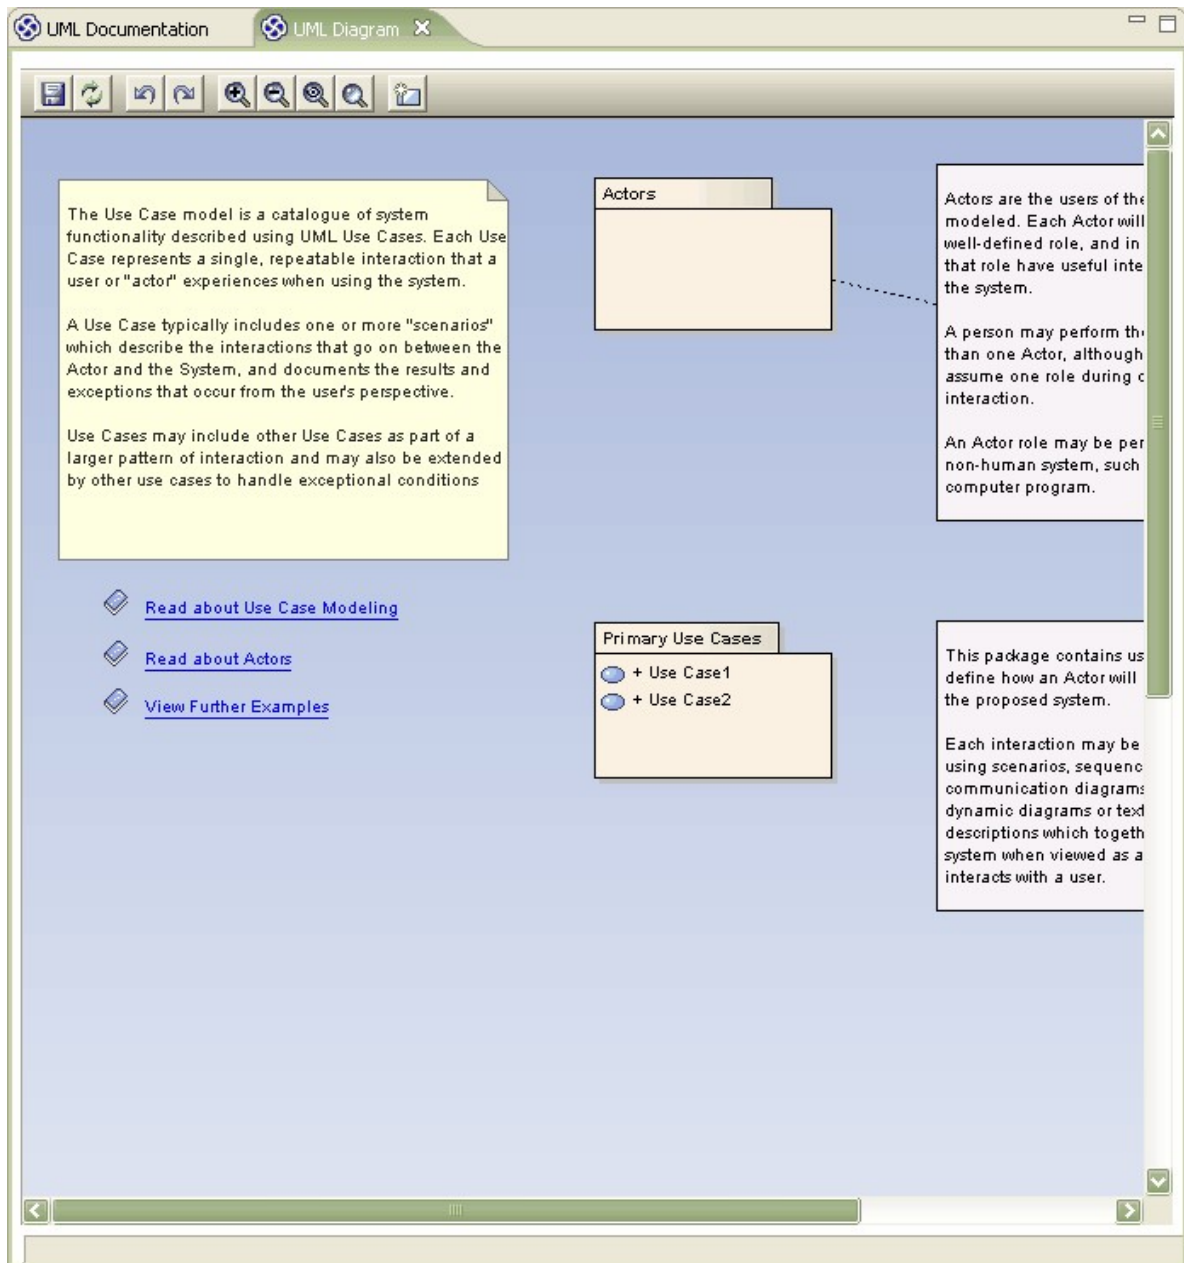 UML Documentation
UML Diagram
The Use Case model is a catalogue of system
functionality described using UML Use Cases. Each Use
Case represents a single, repeatable interaction that a
user or "actor" experiences when using the system.
A Use Case typically includes one or more "scenarios"
which describe the interactions that go on between the
Actor and the System, and documents the results and
exceptions that occur from the user's perspective.
Use Cases may include other Use Cases as part of a
larger pattern of interaction and may also be extended
by other use cases to handle exceptional conditions
Read about Use Case Modeling
Read about Actors
View Further Examples
Actors
Actors are the users of the
modeled. Each Actor will
well-defined role, and in
that role have useful inte
the system.
A person may perform the
than one Actor, although
assume one role during
interaction.
An Actor role may be per
non-human system, such
computer program.
Primary Use Cases
+ Use Case1
+ Use Case2
This package contains us
define how an Actor will
the proposed system.
Each interaction may be
using scenarios, sequenc
communication diagrams
dynamic diagrams or text
descriptions which togeth
system when viewed as a
interacts with a user.